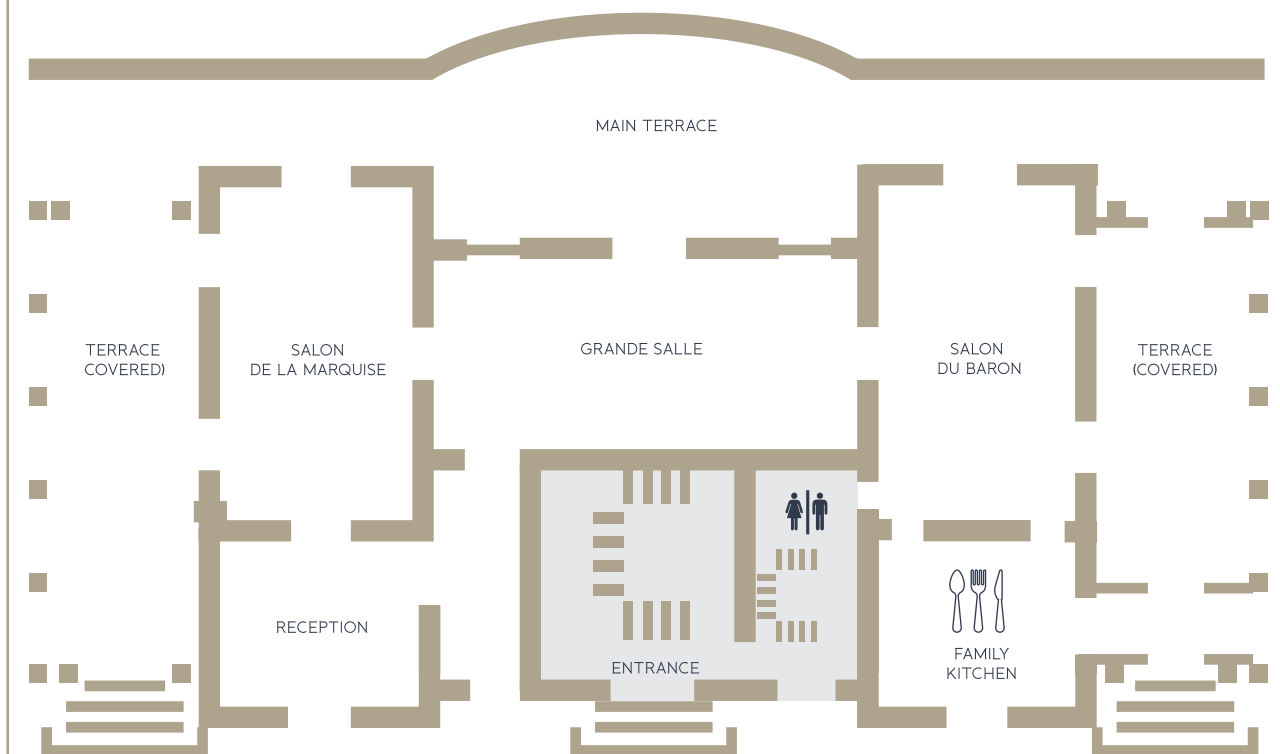 MAIN TERRACE
TERRACE
COVERED)
SALON
DE LA MARQUISE
GRANDE SALLE
SALON
DU BARON
TERRACE
(COVERED)
RECEPTION
ENTRANCE
FAMILY
KITCHEN